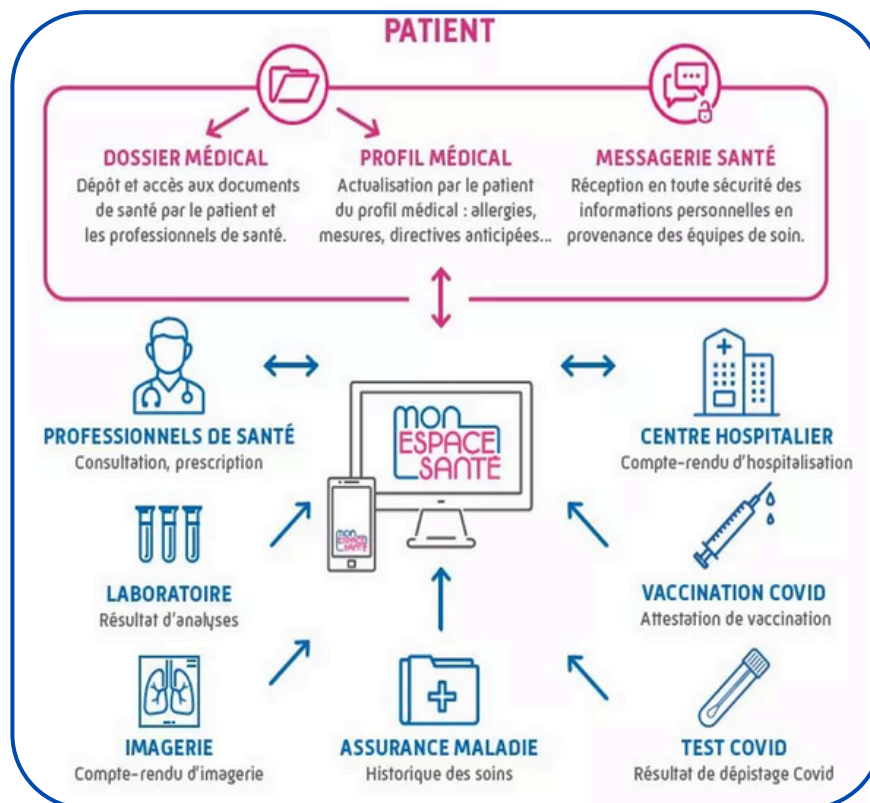 PATIENT
DOSSIER MÉDICAL
Dépôt et accès aux documents
de santé par le patient et
les professionnels de santé.
PROFIL MÉDICAL
Actualisation par le patient
du profil médical : allergies,
mesures, directives anticipées...
MESSAGERIE SANTÉ
Réception en toute sécurité des
informations personnelles en
provenance des équipes de soin.
PROFESSIONNELS DE SANTÉ
Consultation, prescription
mon
ESPACE
SANTÉ
mon
ESPACE
SANTÉ
CENTRE HOSPITALIER
Compte-rendu d'hospitalisation
LABORATOIRE
Résultat d'analyses
VACCINATION COVID
Attestation de vaccination
IMAGERIE
Compte-rendu d'imagerie
ASSURANCE MALADIE
Historique des soins
TEST COVID
Résultat de dépistage Covid